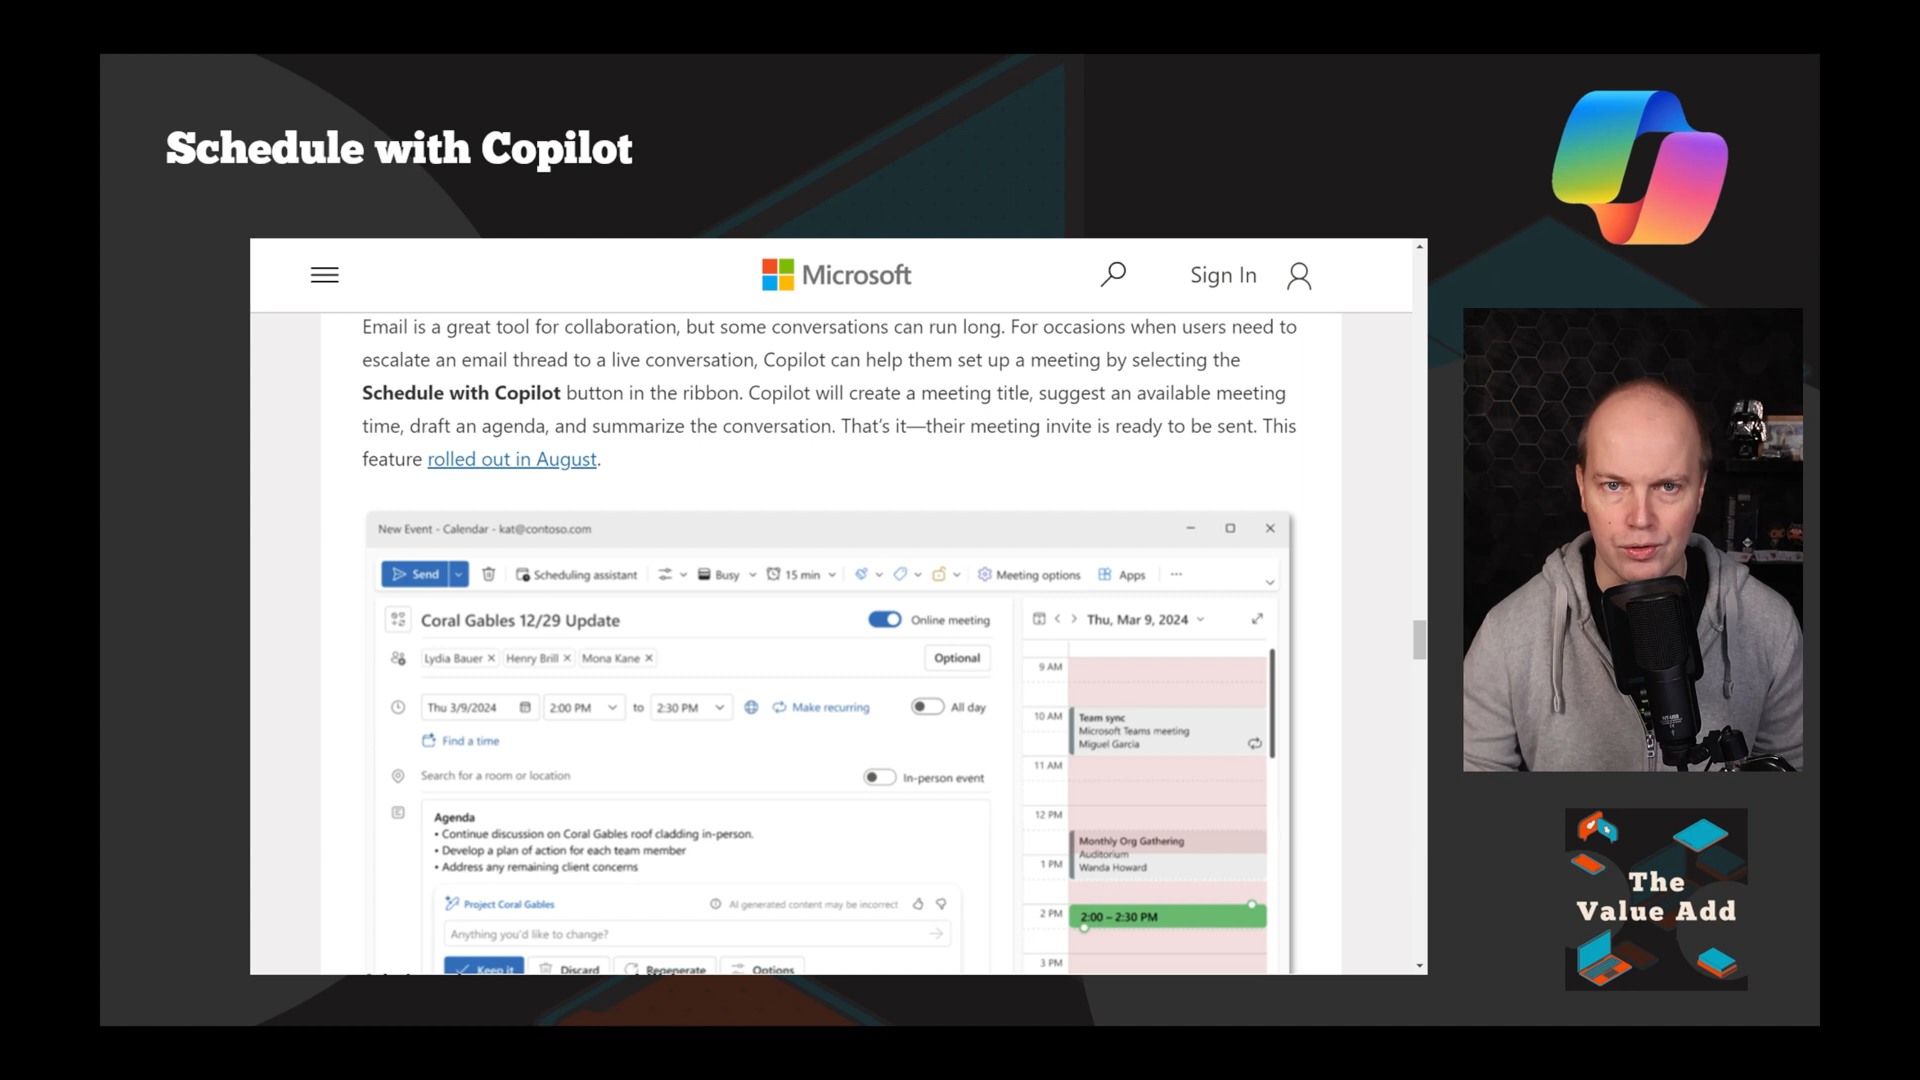 Schedule with Copilot
Microsoft
Sign In
Email is a great tool for collaboration, but some conversations can run long. For occasions when users need to
escalate an email thread to a live conversation, Copilot can help them set up a meeting by selecting the
Schedule with Copilot button in the ribbon. Copilot will create a meeting title, suggest an available meeting
time, draft an agenda, and summarize the conversation. That's it—their meeting invite is ready to be sent. This
feature rolled out in August.
New Event - Calendar - kat@contoso.com
Send
Scheduling assistant
Busy
15 min
Meeting options
Apps
Coral Gables 12/29 Update
Online meeting
Lydia Bauer
Henry Brill
Mona Kane
Optional
Thu 3/9/2024
2:00 PM
to
2:30 PM
Make recurring
All day
Find a time
Search for a room or location
In-person event
Agenda
• Continue discussion on Coral Gables roof cladding in-person.
• Develop a plan of action for each team member
• Address any remaining client concerns
Project Coral Gables
AI generated content may be incorrect
Anything you'd like to change?
Keep it
Discard
Regenerate
Options
Thu, Mar 9, 2024
9 AM
10 AM
Team sync
Microsoft Teams meeting
Miguel Garcia
11 AM
12 PM
Monthly Org Gathering
Auditorium
1 PM
Wanda Howard
2 PM
2:00 – 2:30 PM
3 PM
The
Value Add